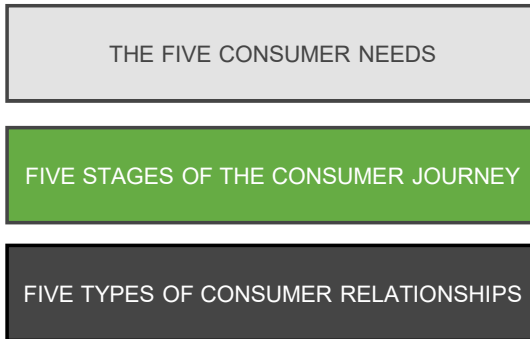 THE FIVE CONSUMER NEEDS
FIVE STAGES OF THE CONSUMER JOURNEY
FIVE TYPES OF CONSUMER RELATIONSHIPS